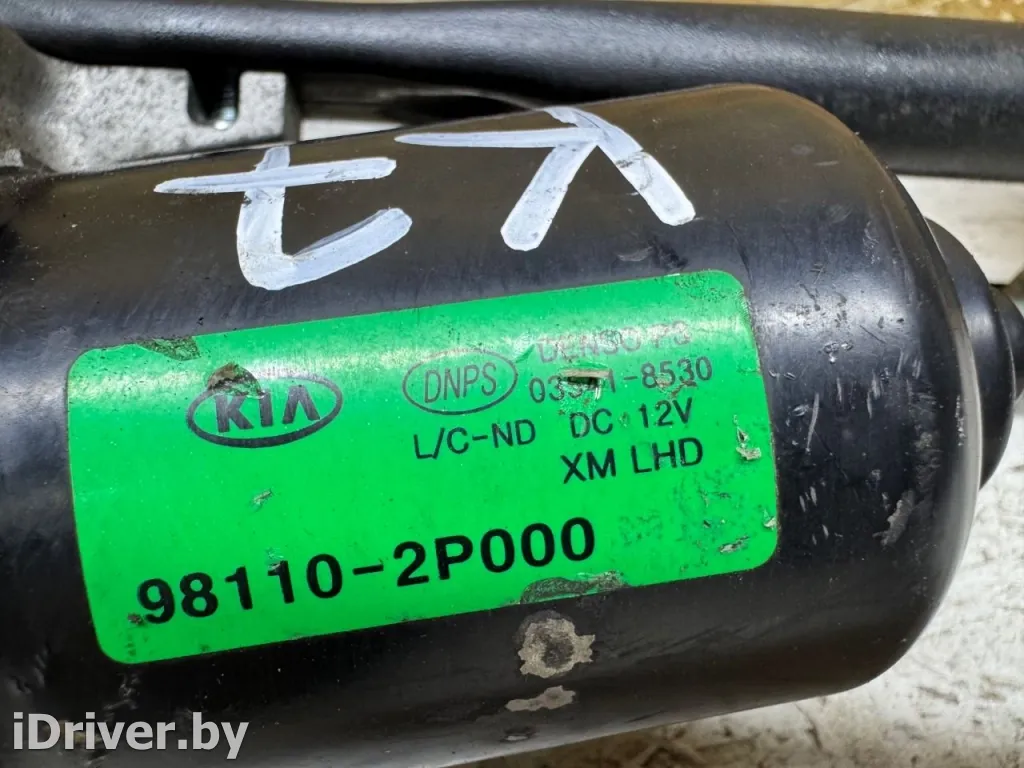 KIA
DNPS
L/C-ND DC 12V
XM LHD
98110-2P000
iDriver.by